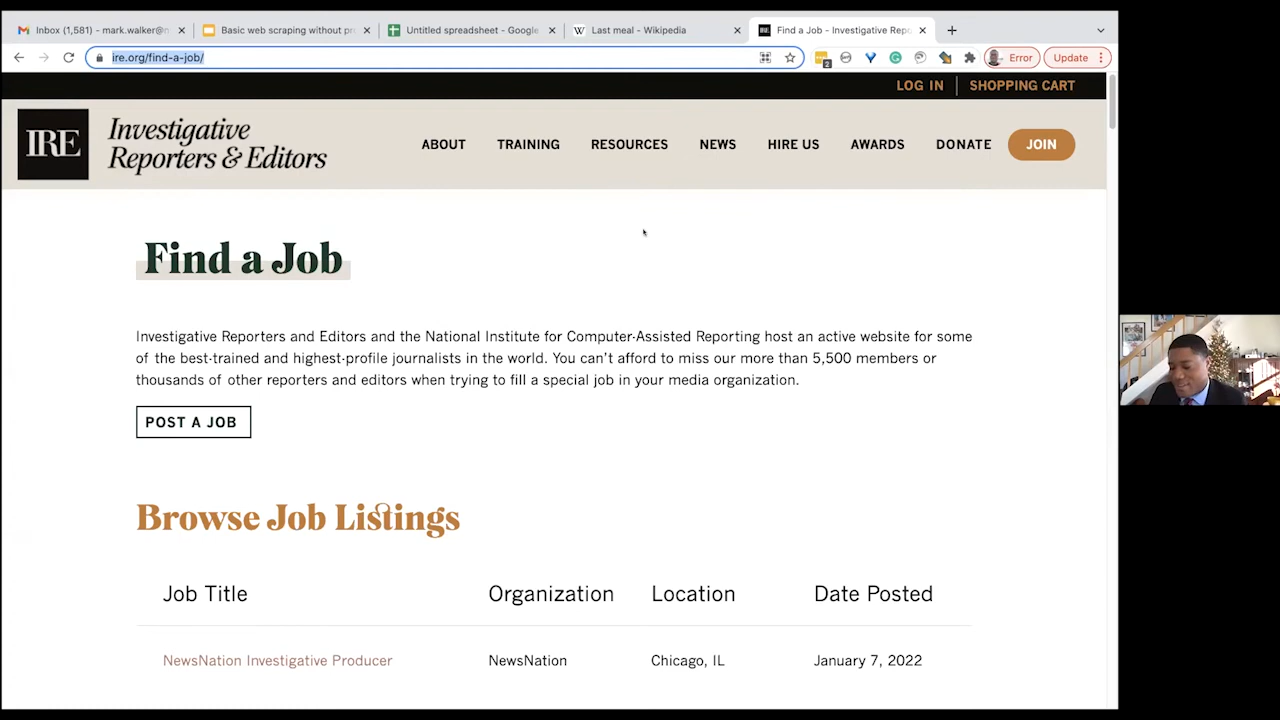 Inbox (1,581) - mark.walker@n
Basic web scraping without pr
Untitled spreadsheet - Google
Last meal - Wikipedia
Find a Job - Investigative Repo
ire.org/find-a-job/
2
Error
Update
LOG IN
SHOPPING CART
IRE
Investigative
Reporters & Editors
ABOUT
TRAINING
RESOURCES
NEWS
HIRE US
AWARDS
DONATE
JOIN
Find a Job
Investigative Reporters and Editors and the National Institute for Computer-Assisted Reporting host an active website for some
of the best-trained and highest-profile journalists in the world. You can’t afford to miss our more than 5,500 members or
thousands of other reporters and editors when trying to fill a special job in your media organization.
POST A JOB
Browse Job Listings
Job Title Organization Location Date Posted
NewsNation Investigative Producer NewsNation Chicago, IL January 7, 2022